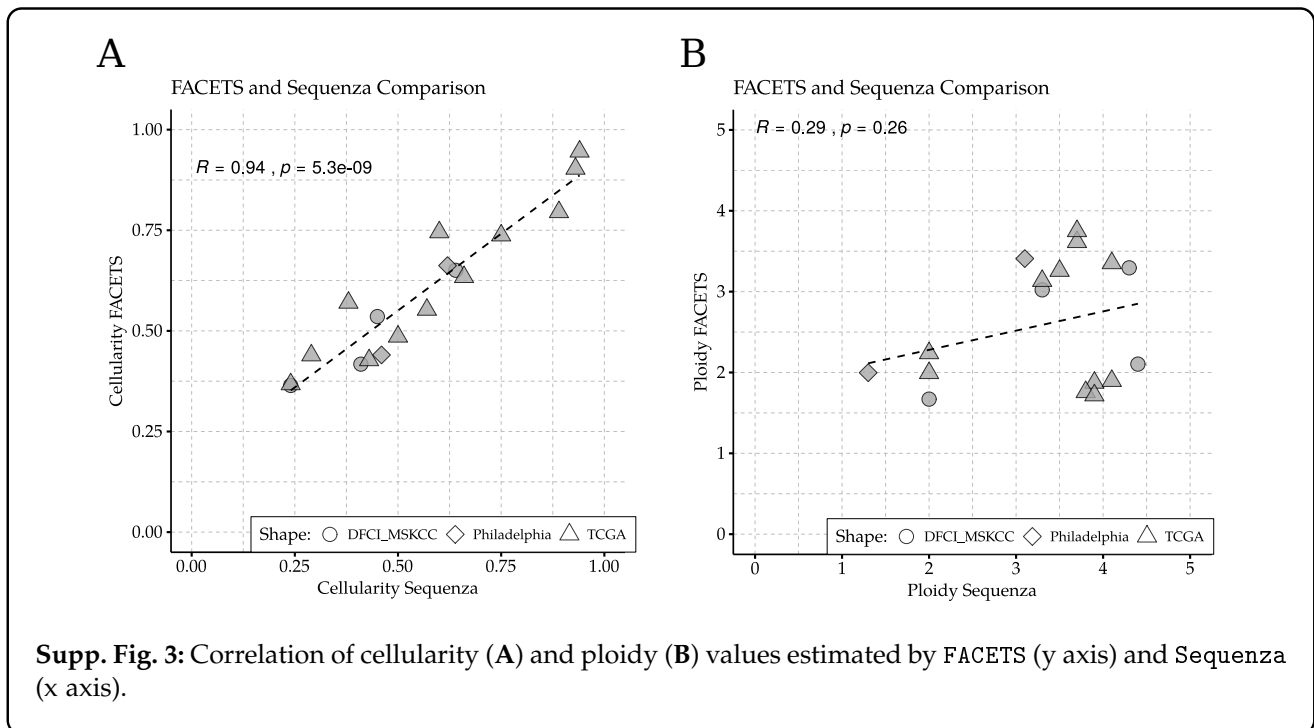 A
FACETS and Sequenza Comparison
R = 0.94 , p = 5.3e-09
1.00
0.75
0.50
0.25
0.00
Cellularity FACETS
Shape: DFCI_MSKCC Philadelphia TCGA
0.00 0.25 0.50 0.75 1.00
Cellularity Sequenza
B
FACETS and Sequenza Comparison
R = 0.29 , p = 0.26
5
4
3
2
1
0
Ploidy FACETS
Shape: DFCI_MSKCC Philadelphia TCGA
0 1 2 3 4 5
Ploidy Sequenza
Supp. Fig. 3: Correlation of cellularity (A) and ploidy (B) values estimated by FACETS (y axis) and Sequenza
(x axis).